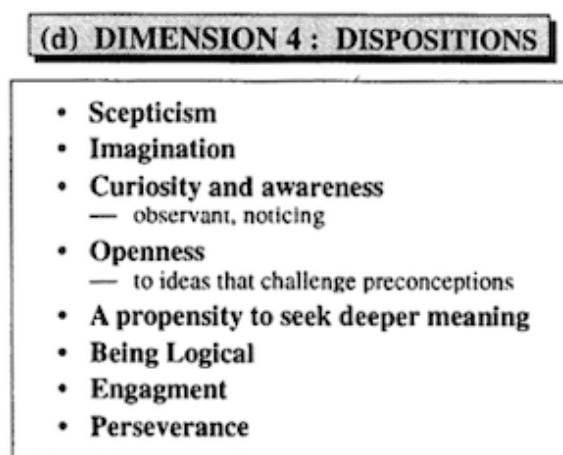 (d) DIMENSION 4 : DISPOSITIONS
• Scepticism
• Imagination
• Curiosity and awareness
— observant, noticing
• Openness
— to ideas that challenge preconceptions
• A propensity to seek deeper meaning
• Being Logical
• Engagment
• Perseverance